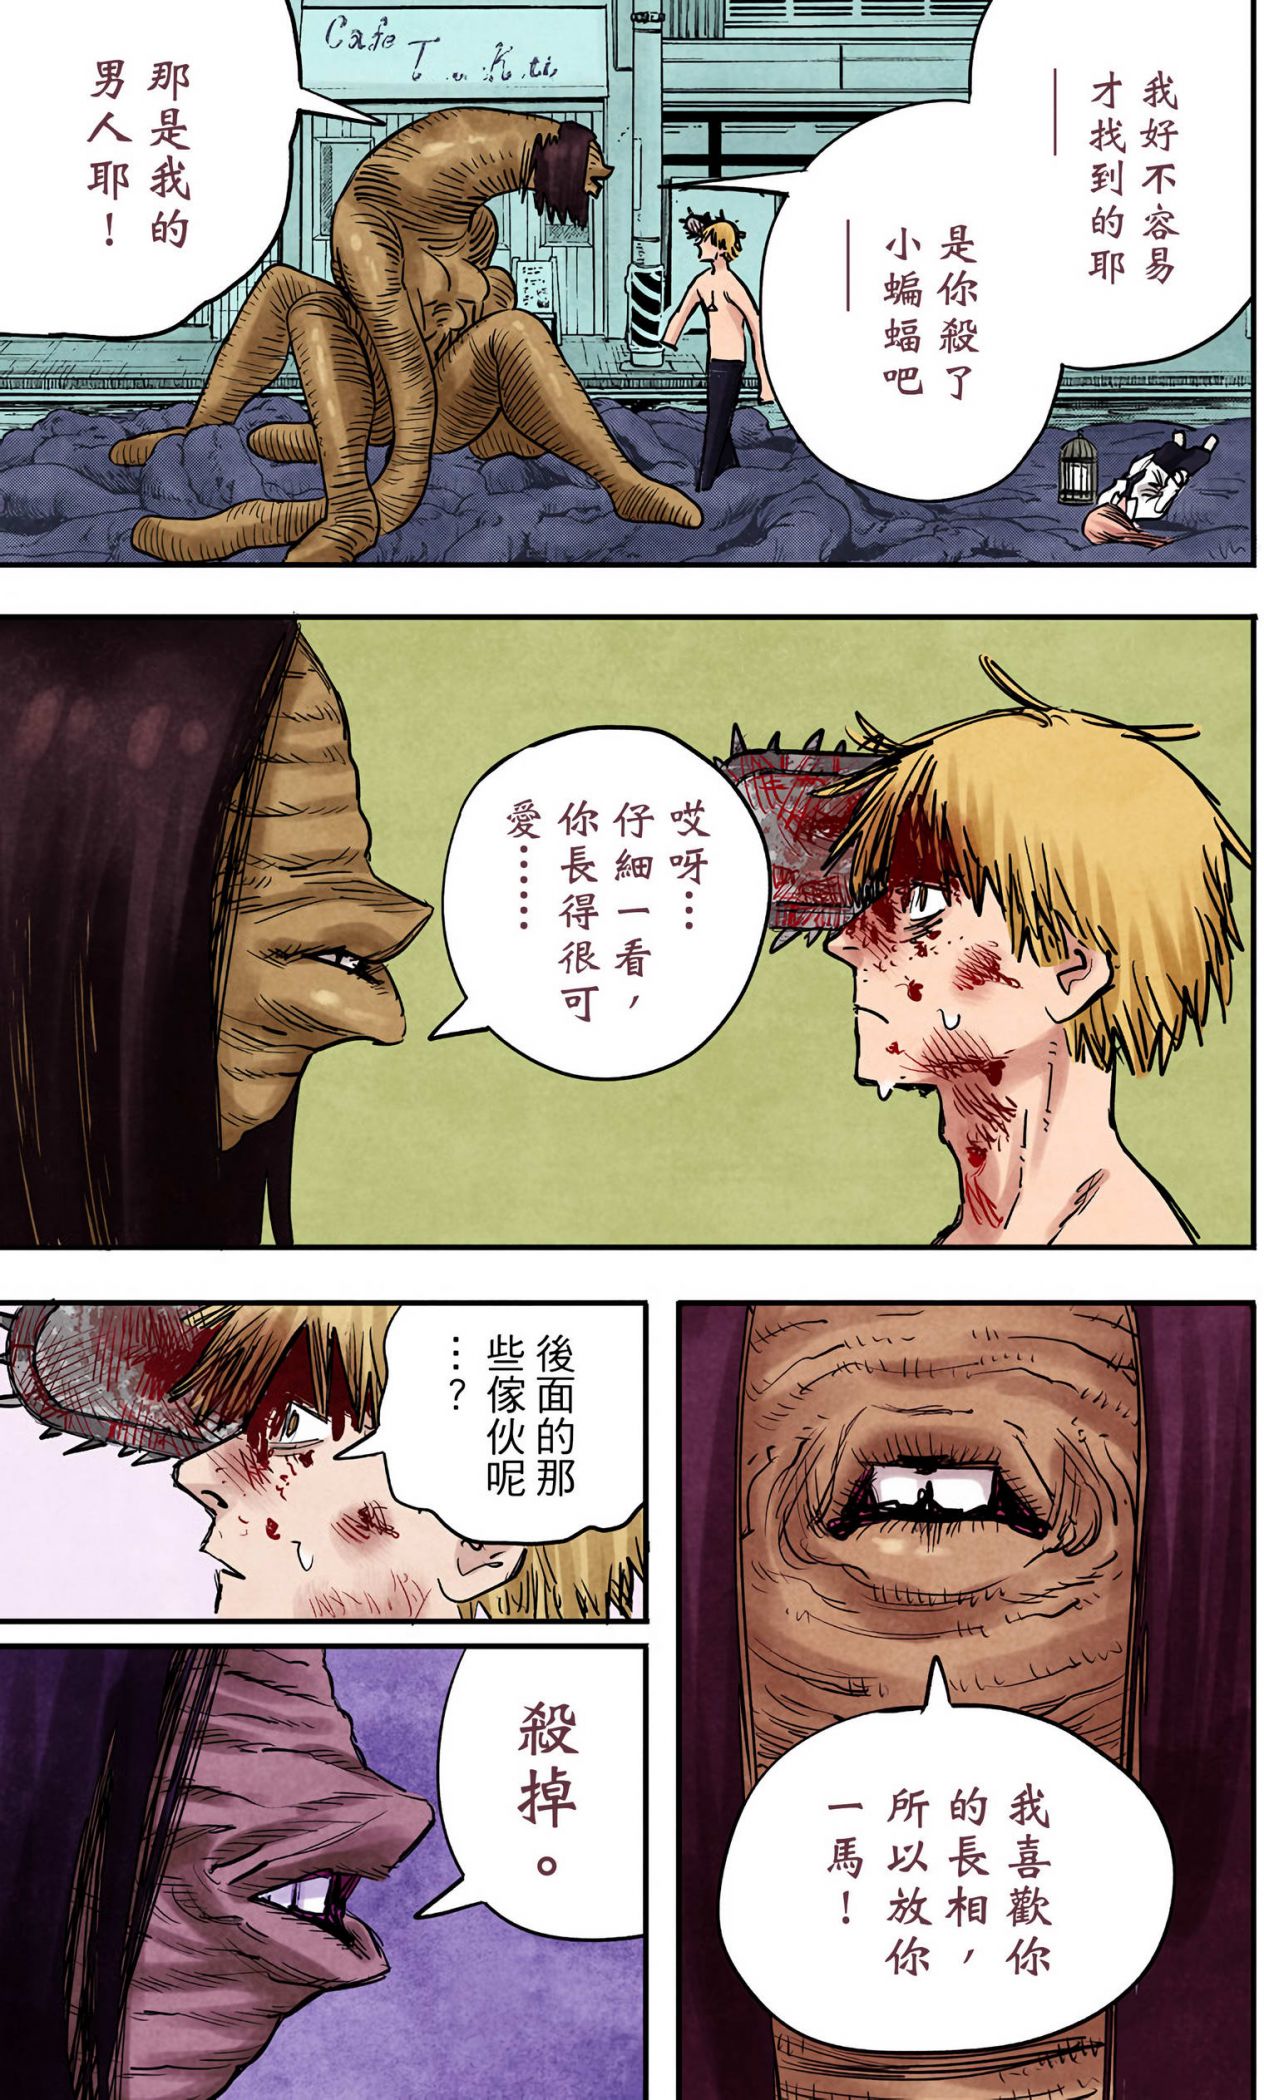 我好不容易
才找到的耶
——
是你殺了
小蝙蝠吧
——
那是我的
男人耶！
Cafe
哎呀…
仔細一看，
你長得很可
愛……
我喜歡你
的長相，
所以放你
一馬！
後面的那
些傢伙呢
…？
殺掉。